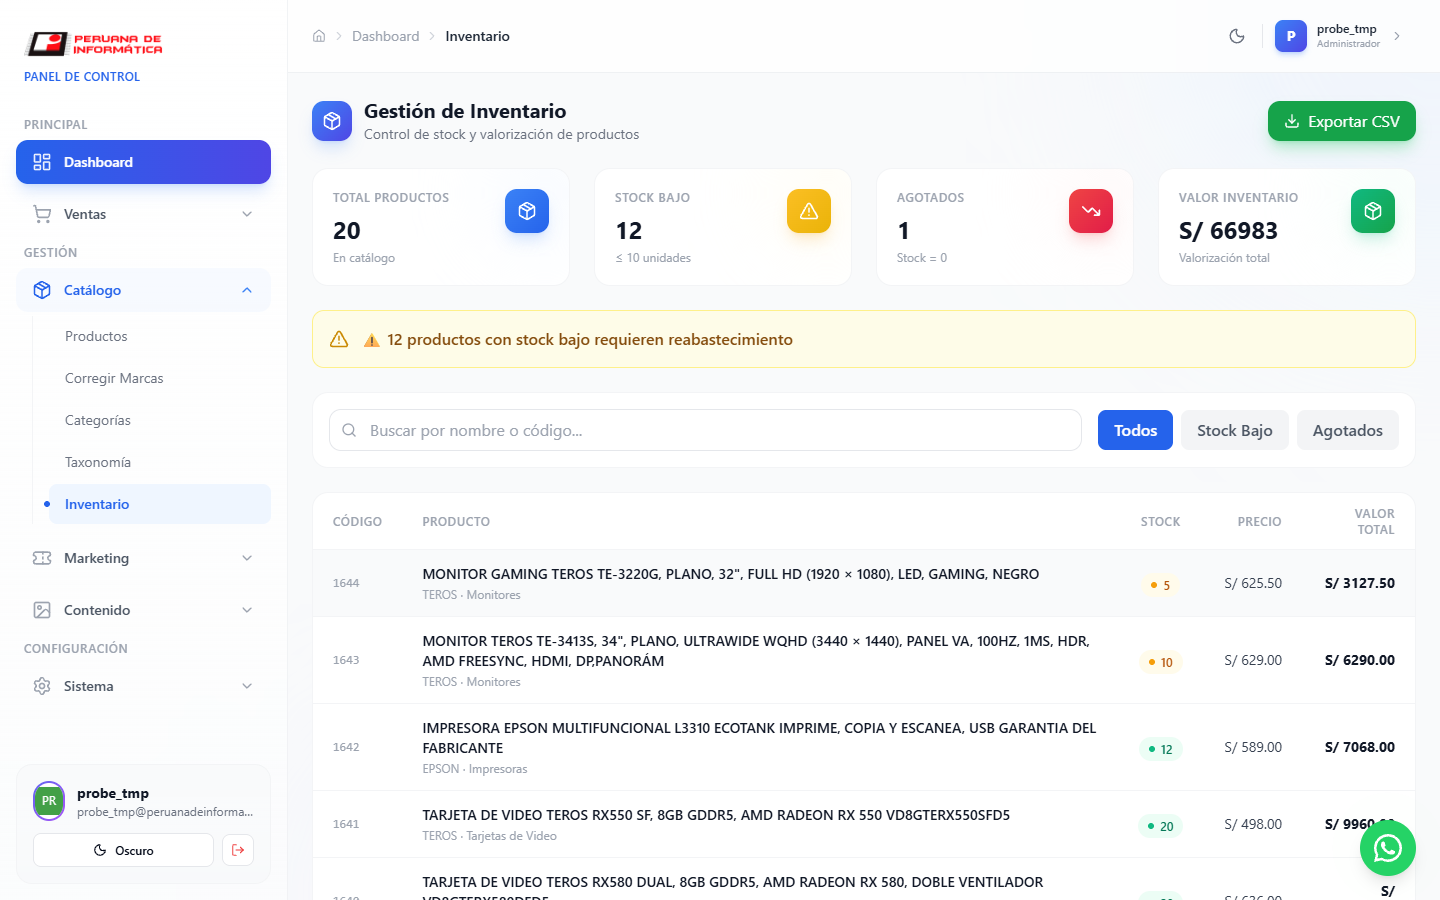 PERUANA DE
INFORMÁTICA
PANEL DE CONTROL
PRINCIPAL
Dashboard
Ventas
GESTIÓN
Catálogo
Productos
Corregir Marcas
Categorías
Taxonomía
Inventario
Marketing
Contenido
CONFIGURACIÓN
Sistema
PR
probe_tmp
probe_tmp@peruanadeinforma...
Oscuro
Dashboard
Inventario
P
probe_tmp
Administrador
Gestión de Inventario
Control de stock y valorización de productos
Exportar CSV
TOTAL PRODUCTOS
20
En catálogo
STOCK BAJO
12
≤ 10 unidades
AGOTADOS
1
Stock = 0
VALOR INVENTARIO
S/ 66983
Valorización total
⚠ 12 productos con stock bajo requieren reabastecimiento
Buscar por nombre o código...
Todos
Stock Bajo
Agotados
CÓDIGO PRODUCTO STOCK PRECIO VALOR TOTAL
1644
MONITOR GAMING TEROS TE-3220G, PLANO, 32", FULL HD (1920 × 1080), LED, GAMING, NEGRO
TEROS · Monitores
5
S/ 625.50
S/ 3127.50
1643
MONITOR TEROS TE-3413S, 34", PLANO, ULTRAWIDE WQHD (3440 × 1440), PANEL VA, 100HZ, 1MS, HDR,
AMD FREESYNC, HDMI, DP,PANORÁM
TEROS · Monitores
10
S/ 629.00
S/ 6290.00
1642
IMPRESORA EPSON MULTIFUNCIONAL L3310 ECOTANK IMPRIME, COPIA Y ESCANEA, USB GARANTIA DEL
FABRICANTE
EPSON · Impresoras
12
S/ 589.00
S/ 7068.00
1641
TARJETA DE VIDEO TEROS RX550 SF, 8GB GDDR5, AMD RADEON RX 550 VD8GTERX550SFD5
TEROS · Tarjetas de Video
20
S/ 498.00
S/ 9960
TARJETA DE VIDEO TEROS RX580 DUAL, 8GB GDDR5, AMD RADEON RX 580, DOBLE VENTILADOR
S/